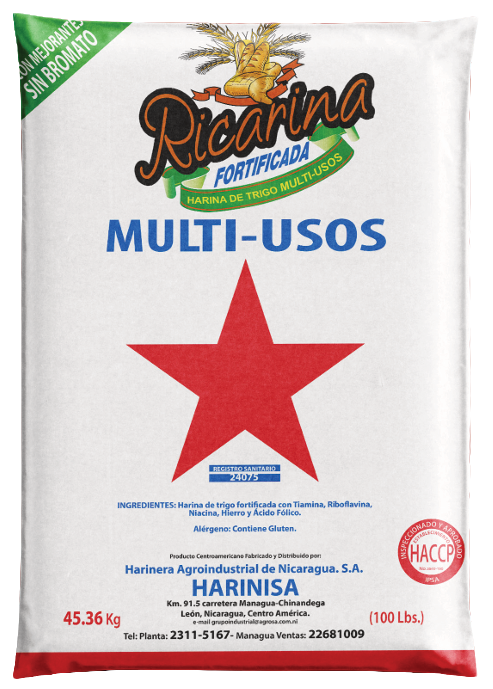 CON MEJORANTES
SIN BROMATO
Ricarina
FORTIFICADA
HARINA DE TRIGO MULTI-USOS
MULTI-USOS
REGISTRO SANITARIO
24075
INGREDIENTES: Harina de trigo fortificada con Tiamina, Riboflavina,
Niacina, Hierro y Ácido Fólico.
Alérgeno: Contiene Gluten.
INSPECCIONADO Y APROBADO
ESTABLECIMIENTO
HACCP
IPSA
Producto Centroamericano Fabricado y Distribuido por:
Harinera Agroindustrial de Nicaragua. S.A.
HARINISA
Km. 91.5 carretera Managua-Chinandega
León, Nicaragua, Centro América.
e-mail grupoindustrial@agrosa.com.ni
45.36 Kg
(100 Lbs.)
Tel: Planta: 2311-5167- Managua Ventas: 22681009